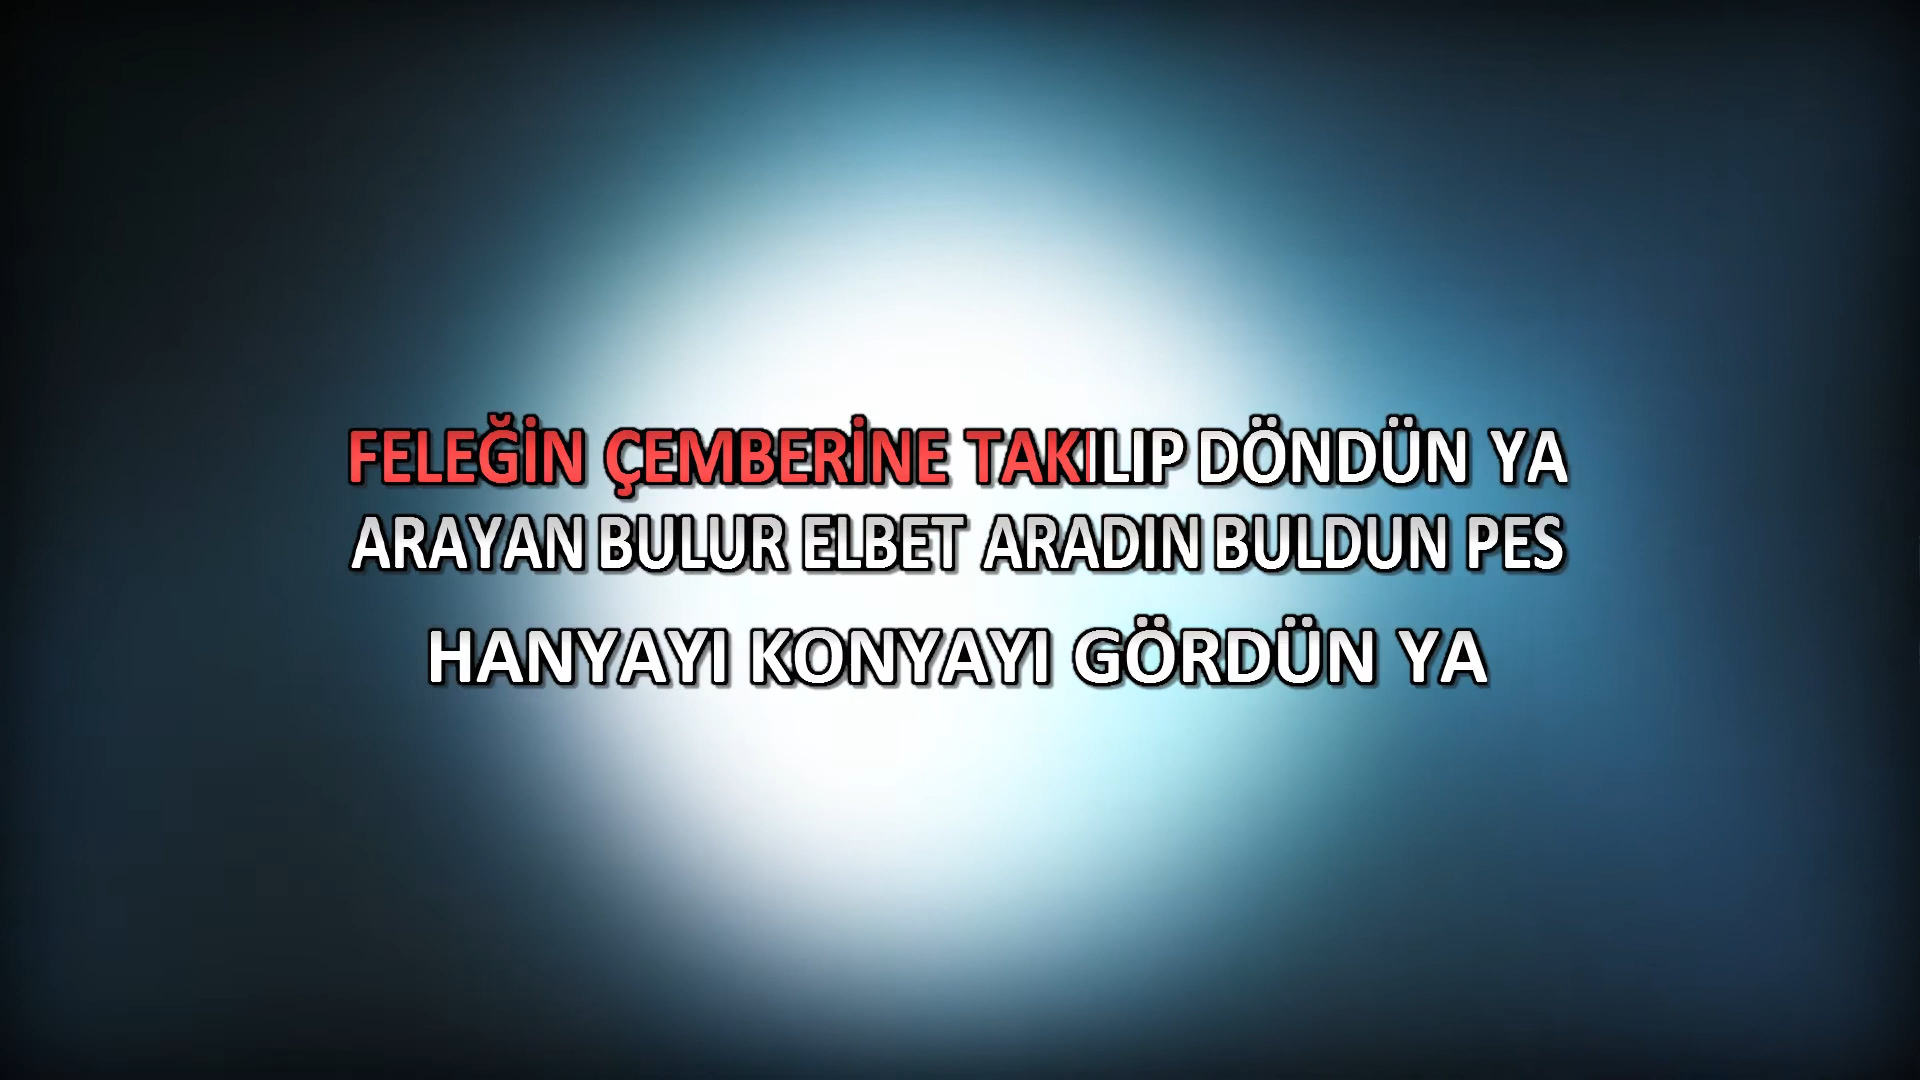 FELEĞİN ÇEMBERİNE TAKILIP DÖNDÜN YA
ARAYAN BULUR ELBET ARADIN BULDUN PES
HANYAYI KONYAYI GÖRDÜN YA